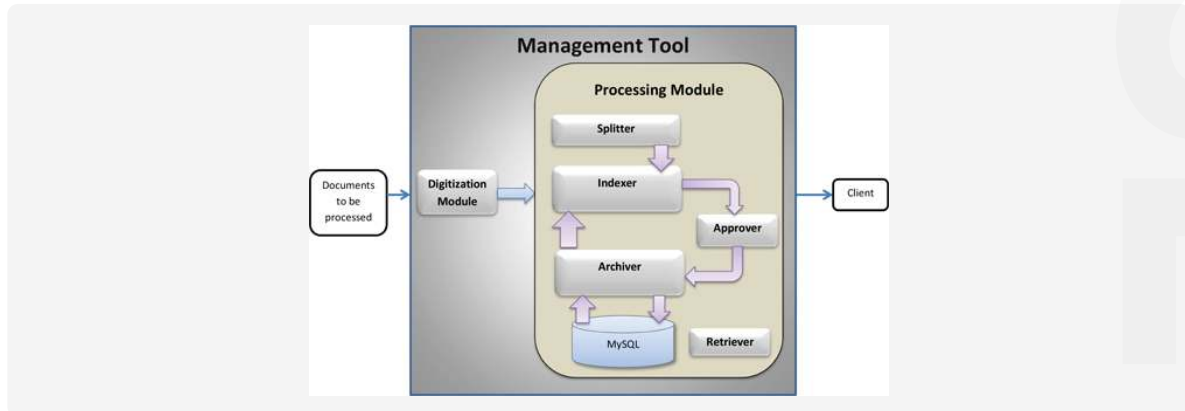 Management Tool
Processing Module
Splitter
Documents
to be
processed
Digitization
Module
Indexer
Client
Approver
Archiver
MySQL
Retriever